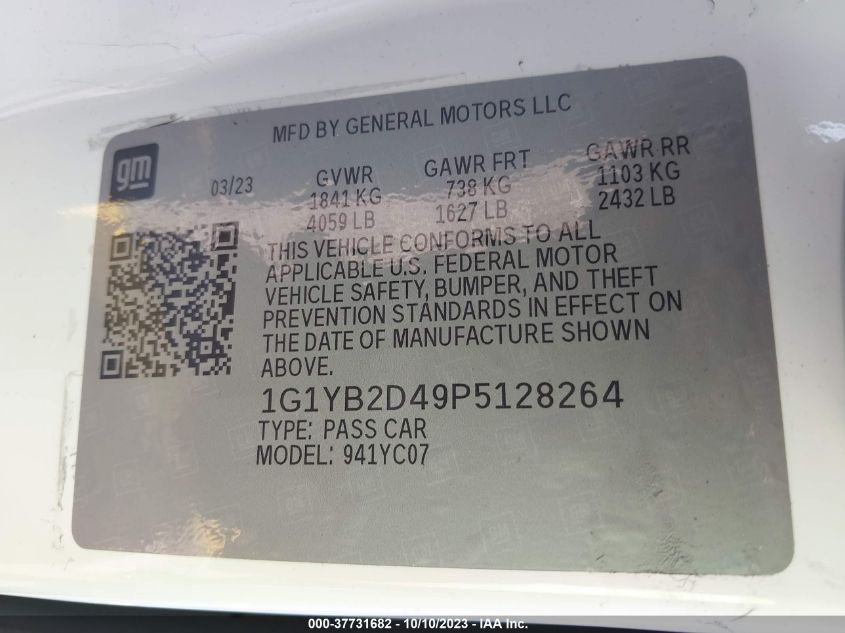 MFD BY GENERAL MOTORS LLC
gm
03/23 GVWR GAWR FRT GAWR RR
1841 KG 738 KG 1103 KG
4059 LB 1627 LB 2432 LB
THIS VEHICLE CONFORMS TO ALL
APPLICABLE U.S. FEDERAL MOTOR
VEHICLE SAFETY, BUMPER, AND THEFT
PREVENTION STANDARDS IN EFFECT ON
THE DATE OF MANUFACTURE SHOWN
ABOVE.
1G1YB2D49P5128264
TYPE: PASS CAR
MODEL: 941YC07
000-37731682 - 10/10/2023 - IAA Inc.